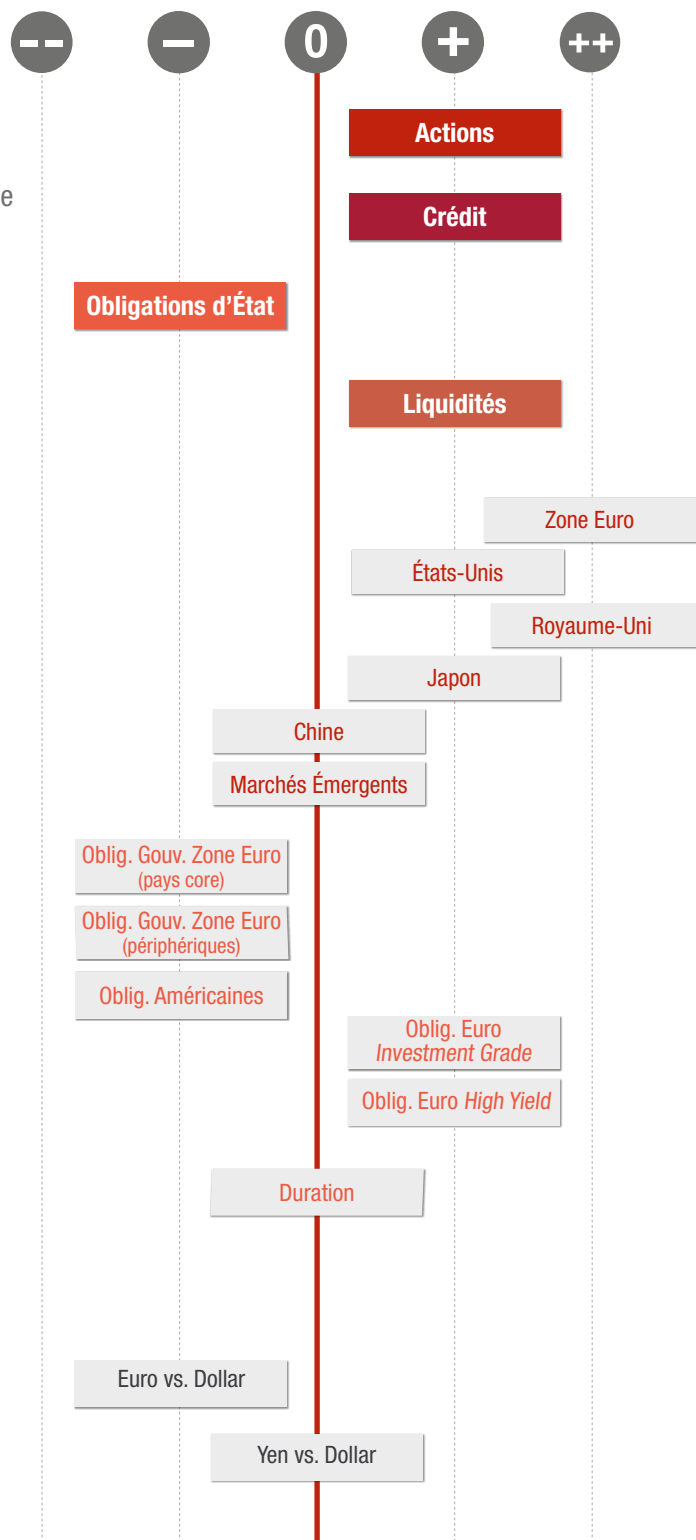 -- — 0 + ++
Actions
e
Crédit
Obligations d’État
Liquidités
Zone Euro
États-Unis
Royaume-Uni
Japon
Chine
Marchés Émergents
Oblig. Gouv. Zone Euro
(pays core)
Oblig. Gouv. Zone Euro
(périphériques)
Oblig. Américaines
Oblig. Euro
Investment Grade
Oblig. Euro High Yield
Duration
Euro vs. Dollar
Yen vs. Dollar